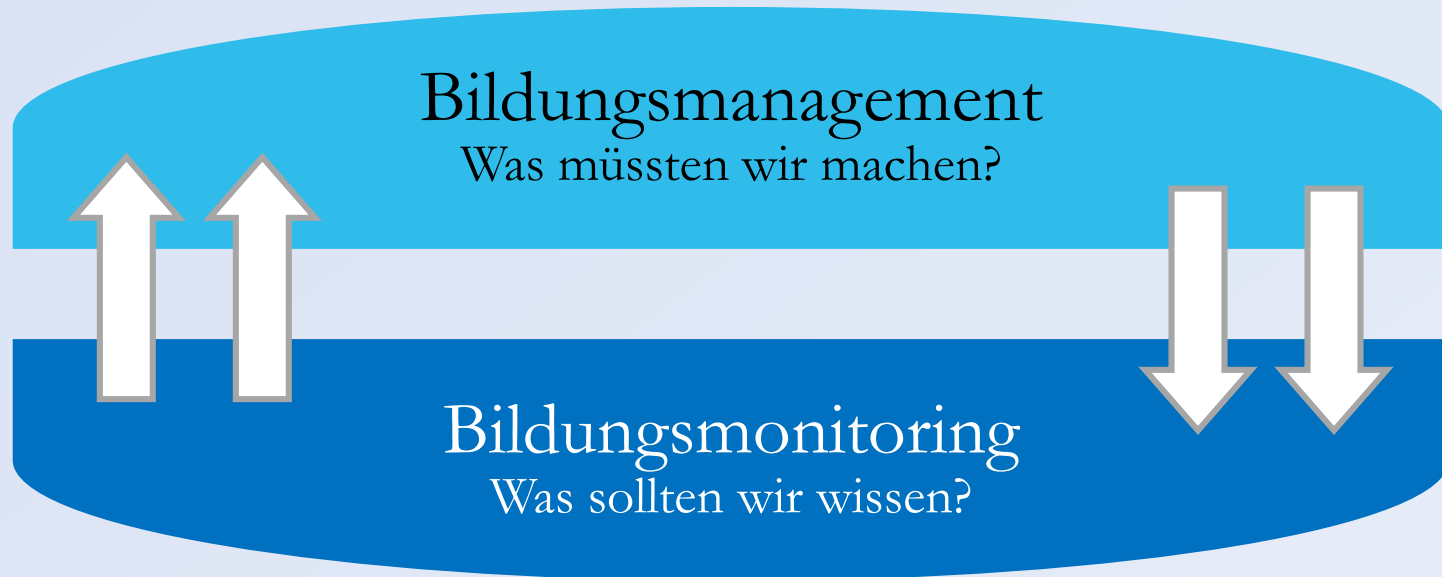 Bildungsmanagement
Was müssten wir machen?
Bildungsmonitoring
Was sollten wir wissen?